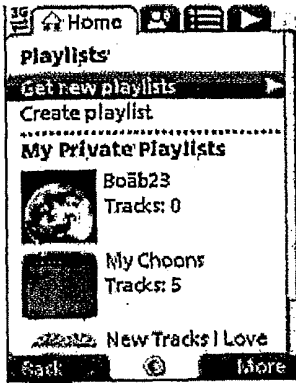 3G
Home
Playlists
Get new playlists
Create playlist
My Private Playlists
Boab23
Tracks: 0
My Choons
Tracks: 5
New Tracks I Love
Back
More